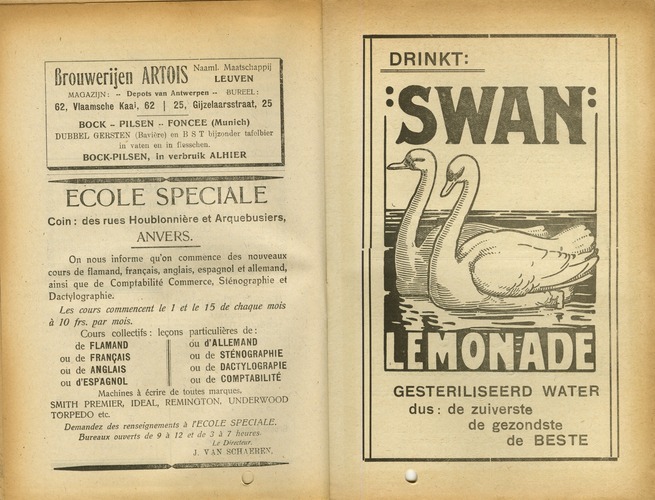 Brouwerijen ARTOIS Naaml. Maatschappij
LEUVEN
MAGAZIJN: -- Depots van Antwerpen -- BUREEL:
62, Vlaamsche Kaai, 62 | 25, Gijzelaarsstraat, 25
BOCK -- PILSEN -- FONCEE (Munich)
DUBBEL GERSTEN (Bavière) en B S T bijzonder tafelbier
in vaten en in flesschen.
BOCK-PILSEN, in verbruik ALHIER
ECOLE SPECIALE
Coin : des rues Houblonnière et Arquebusiers,
ANVERS.
On nous informe qu'on commence des nouveaux
cours de flamand, français, anglais, espagnol et allemand,
ainsi que de Comptabilité Commerce, Sténographie et
Dactylographie.
Les cours commencent le 1 et le 15 de chaque mois
à 10 frs. par mois.
Cours collectifs : leçons particulières de :
de FLAMAND
ou de FRANÇAIS
ou de ANGLAIS
ou d'ESPAGNOL
ou d'ALLEMAND
ou de STÉNOGRAPHIE
ou de DACTYLOGRAPIE
ou de COMPTABILITÉ
Machines à écrire de toutes marques.
SMITH PREMIER, IDEAL, REMINGTON, UNDERWOOD
TORPEDO etc.
Demandez des renseignements à l'ECOLE SPECIALE.
Bureaux ouverts de 9 à 12 et de 3 à 7 heures.
Le Directeur.
J. VAN SCHAEREN.
DRINKT:
:SWAN:
LEMONADE
GESTERILISEERD WATER
dus : de zuiverste
de gezondste
de BESTE